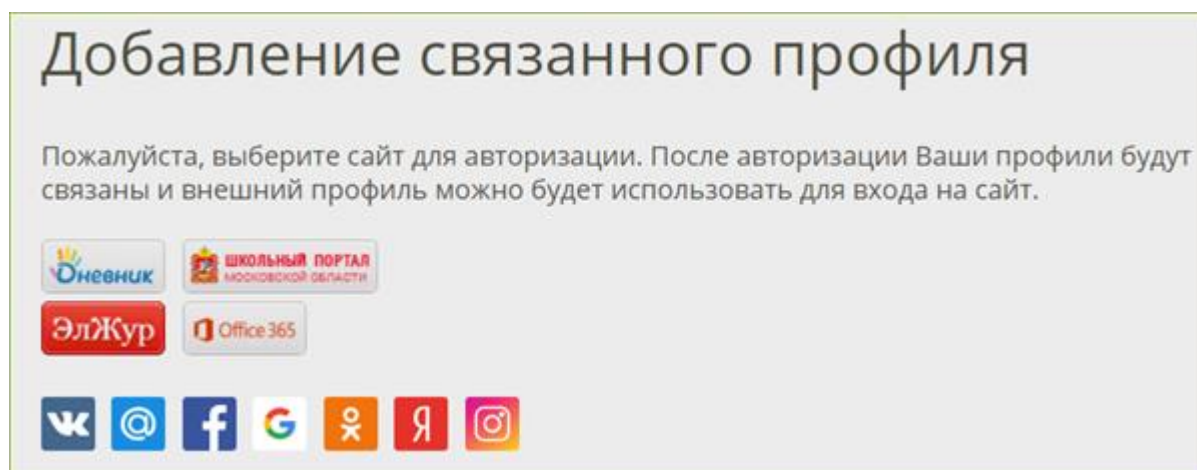 Добавление связанного профиля
Пожалуйста, выберите сайт для авторизации. После авторизации Ваши профили будут
связаны и внешний профиль можно будет использовать для входа на сайт.
Дневник
ШКОЛЬНЫЙ ПОРТАЛ
МОСКОВСКОЙ ОБЛАСТИ
ЭлЖур
Office 365